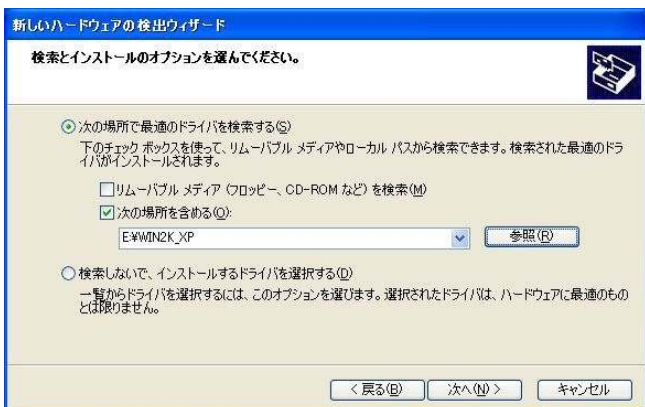 新しいハードウェアの検出ウィザード
検索とインストールのオプションを選んでください。
次の場所で最適のドライバを検索する(S)
下のチェック ボックスを使って、リムーバブル メディアやローカル パスから検索できます。検索された最適のドラ
イバがインストールされます。
リムーバブル メディア (フロッピー、CD-ROM など) を検索(M)
次の場所を含める(O):
E:¥WIN2K_XP
参照(R)
検索しないで、インストールするドライバを選択する(D)
一覧からドライバを選択するには、このオプションを選びます。選択されたドライバは、ハードウェアに最適のもの
とは限りません。
< 戻る(B)
次へ(N) >
キャンセル